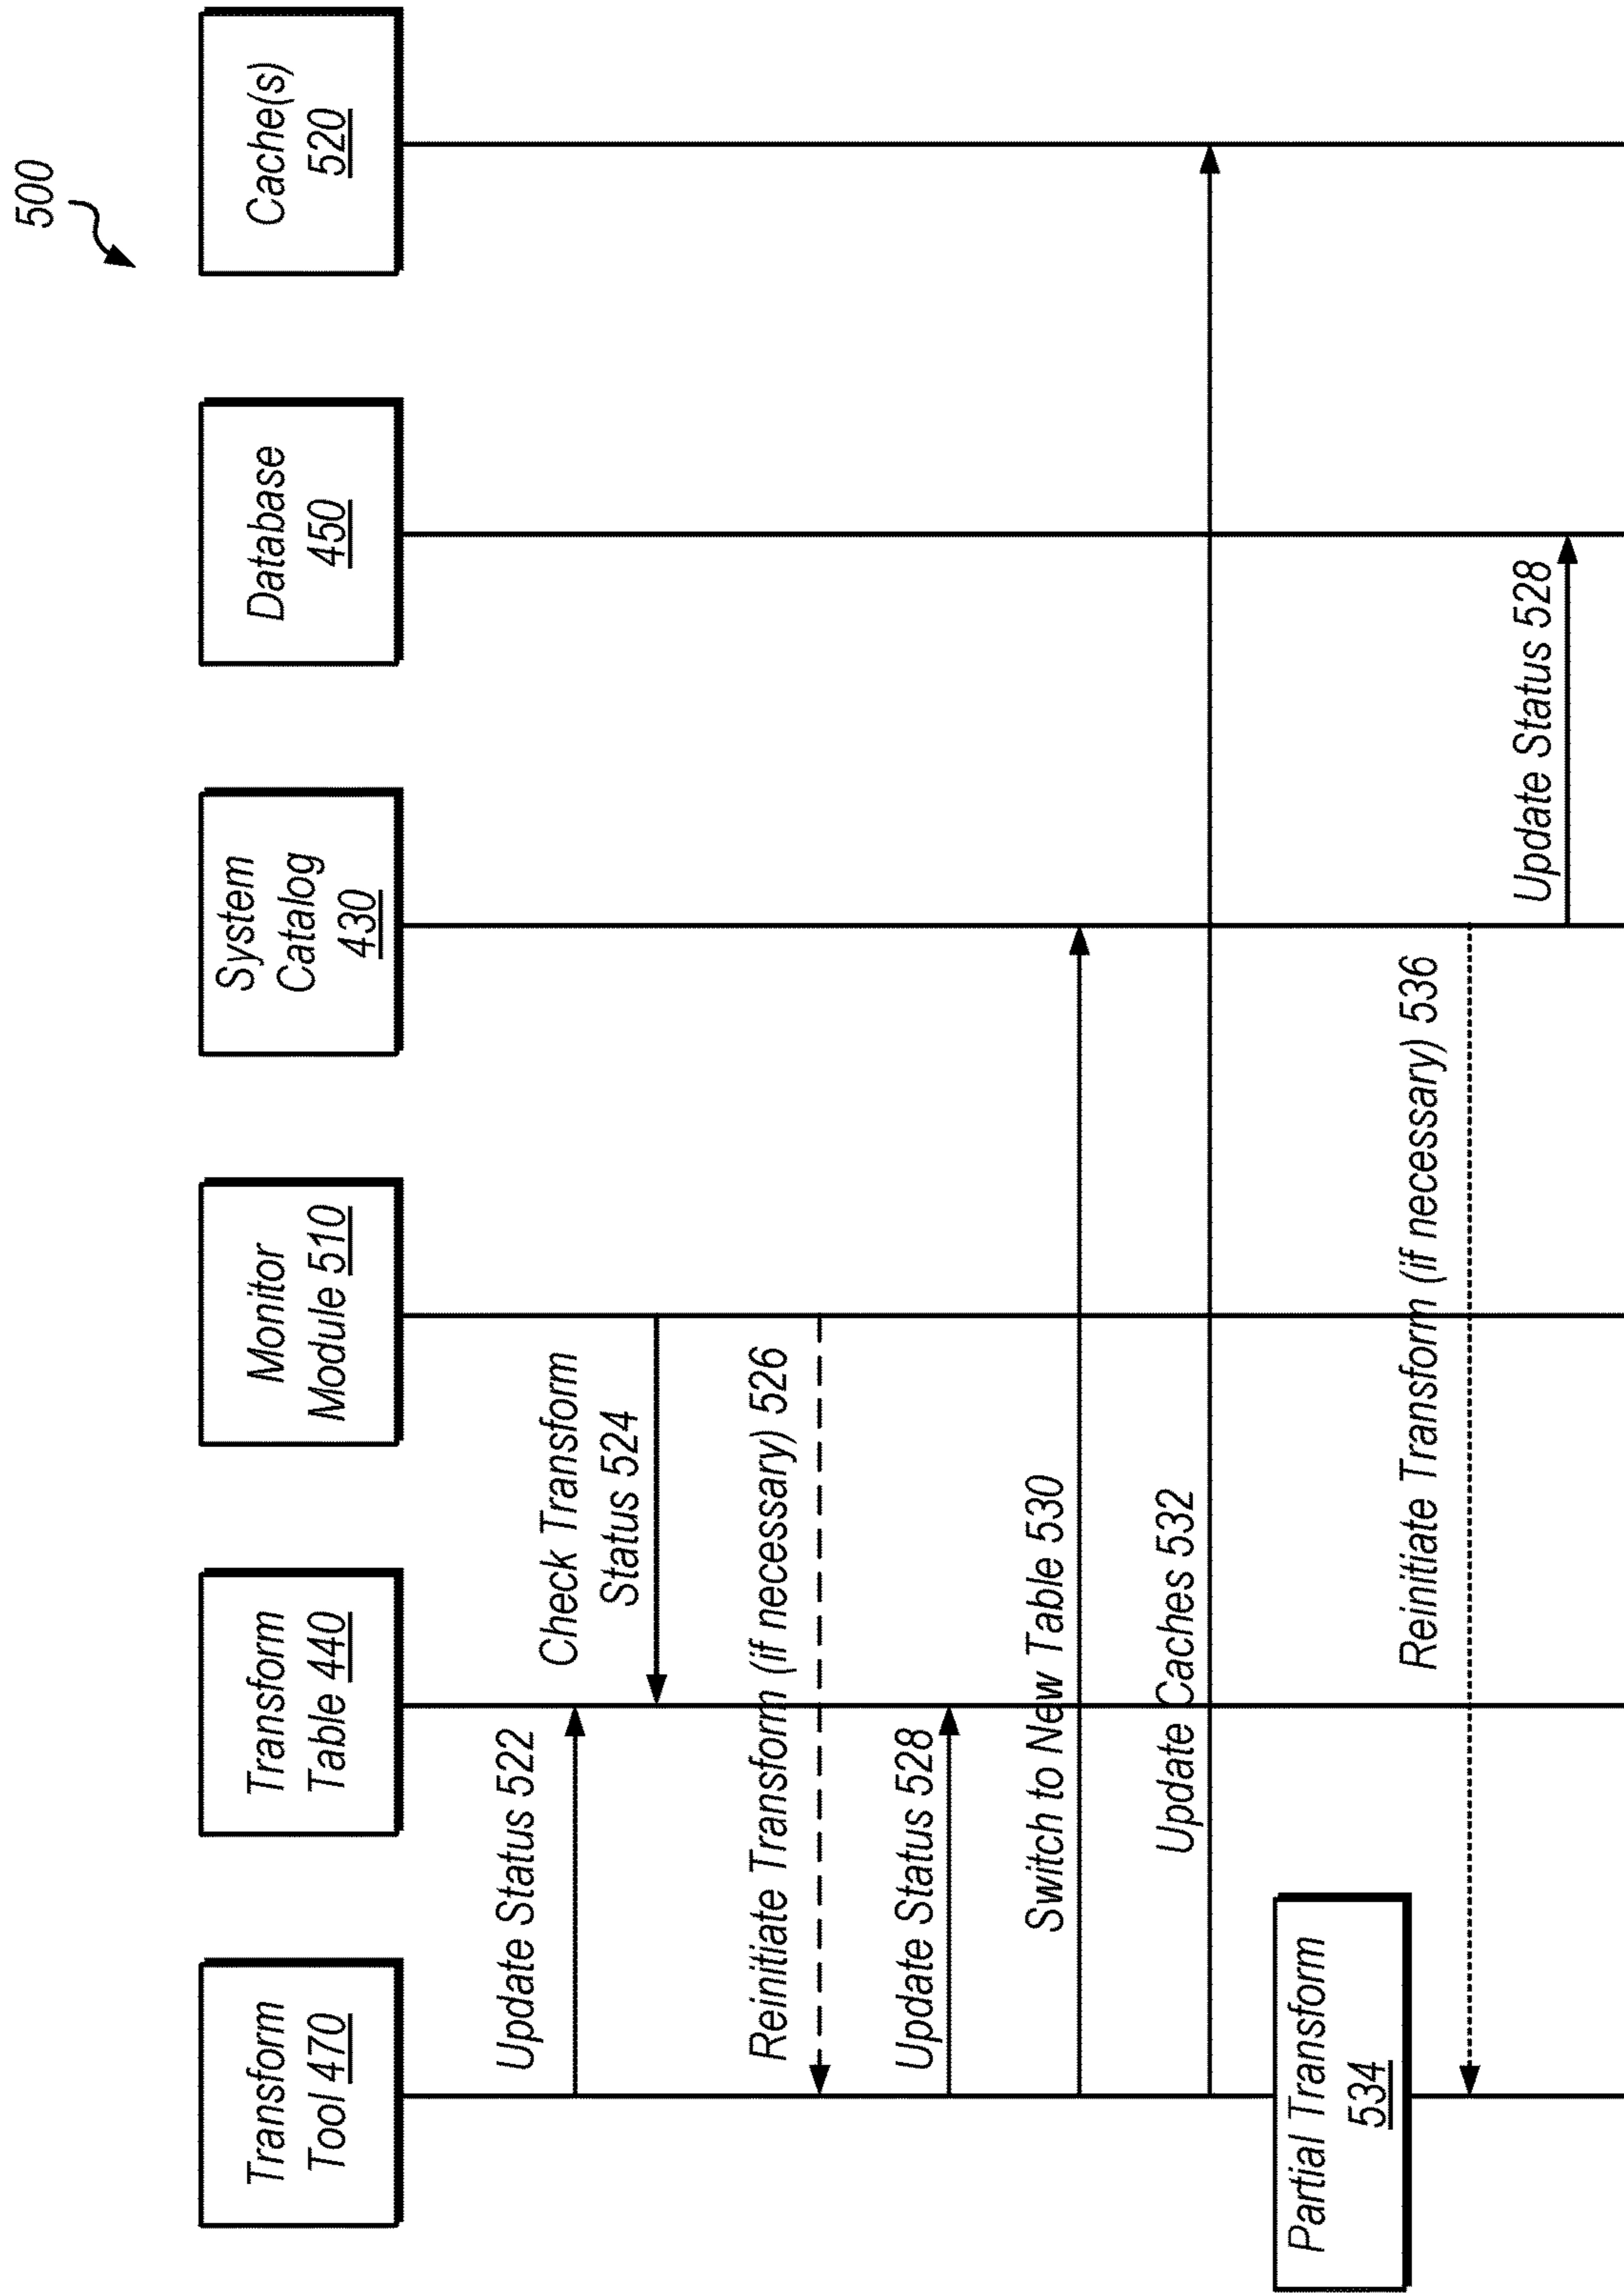 500
Transform
Tool 470
Transform
Table 440
Monitor
Module 510
System
Catalog
430
Database
450
Cache(s)
520
Update Status 522
Check Transform
Status 524
Reinitiate Transform (if necessary) 526
Update Status 528
Switch to New Table 530
Update Caches 532
Partial Transform
534
Reinitiate Transform (if necessary) 536
Update Status 528